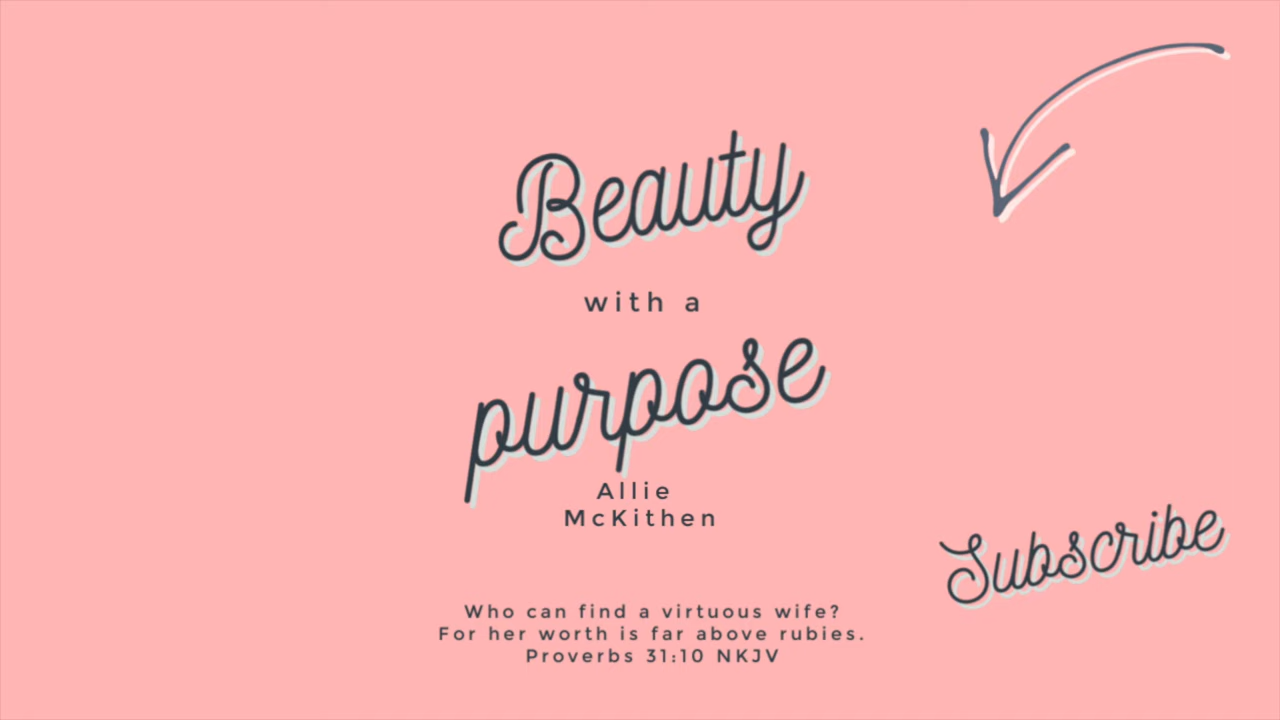 Beauty
with a
purpose
Allie
McKithen
Subscribe
Who can find a virtuous wife?
For her worth is far above rubies.
Proverbs 31:10 NKJV